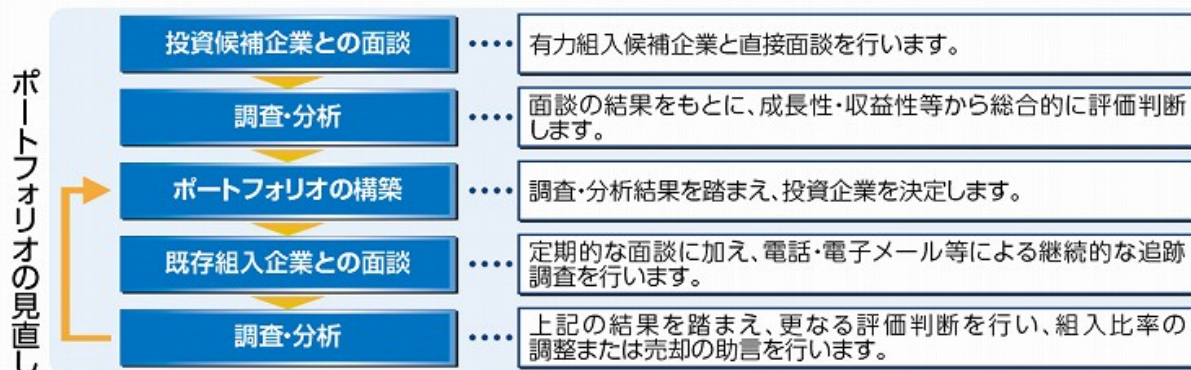 投資候補企業との面談
有力組入候補企業と直接面談を行います。
調査・分析
面談の結果をもとに、成長性・収益性等から総合的に評価判断
します。
ポートフォリオの構築
調査・分析結果を踏まえ、投資企業を決定します。
既存組入企業との面談
定期的な面談に加え、電話・電子メール等による継続的な追跡
調査を行います。
調査・分析
上記の結果を踏まえ、更なる評価判断を行い、組入比率の
調整または売却の助言を行います。
ポートフォリオの見直し